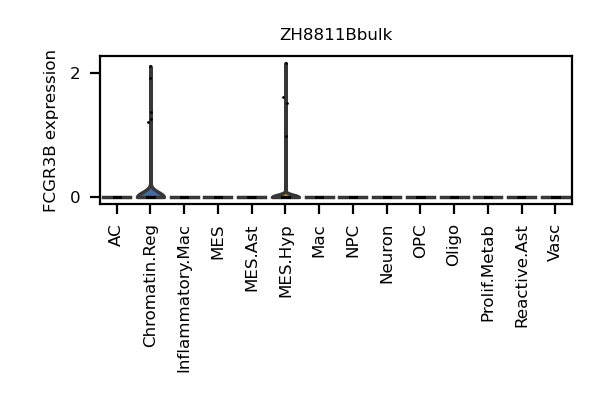 ZH8811Bbulk
FCGR3B expression
2
0
AC
Chromatin.Reg
Inflammatory.Mac
MES
MES.Ast
MES.Hyp
Mac
NPC
Neuron
OPC
Oligo
Prolif.Metab
Reactive.Ast
Vasc